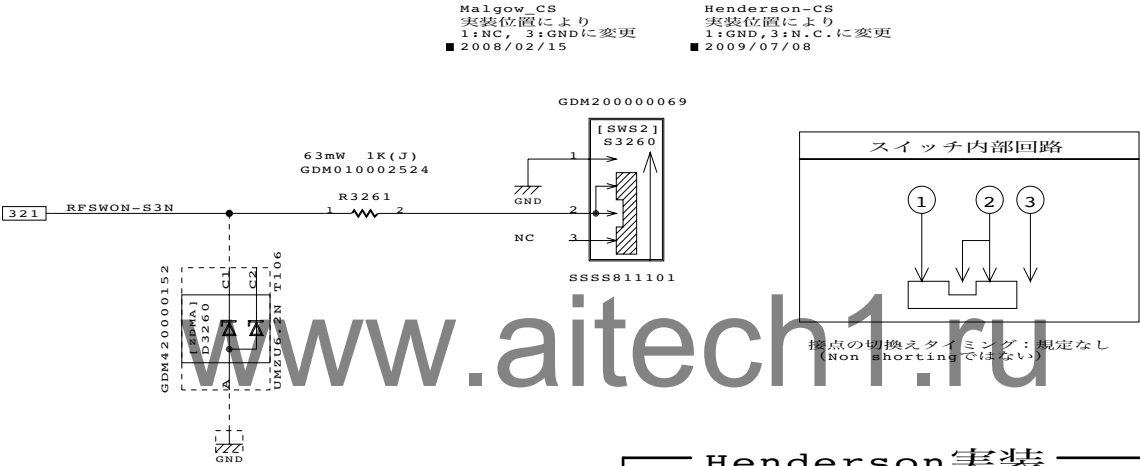 Malgow_CS
実装位置により
1:NC, 3:GNDに変更
■ 2008/02/15
Henderson-CS
実装位置により
1:GND,3:N.C.に変更
■ 2009/07/08
GDM200000069
[SWS2]
S3260
63mW 1K(J)
GDM010002524
R3261
1
2
321
RFSWON-S3N
1
GND
2
NC
3
SSSS811101
スイッチ内部回路
1
2
3
接点の切換えタイミング：規定なし
(Non shortingではない)
GDM420000152
[ZDMA]
D3260
C1
C2
A
UMZU6.2N T106
GND
www.aitech1.ru
Henderson実装